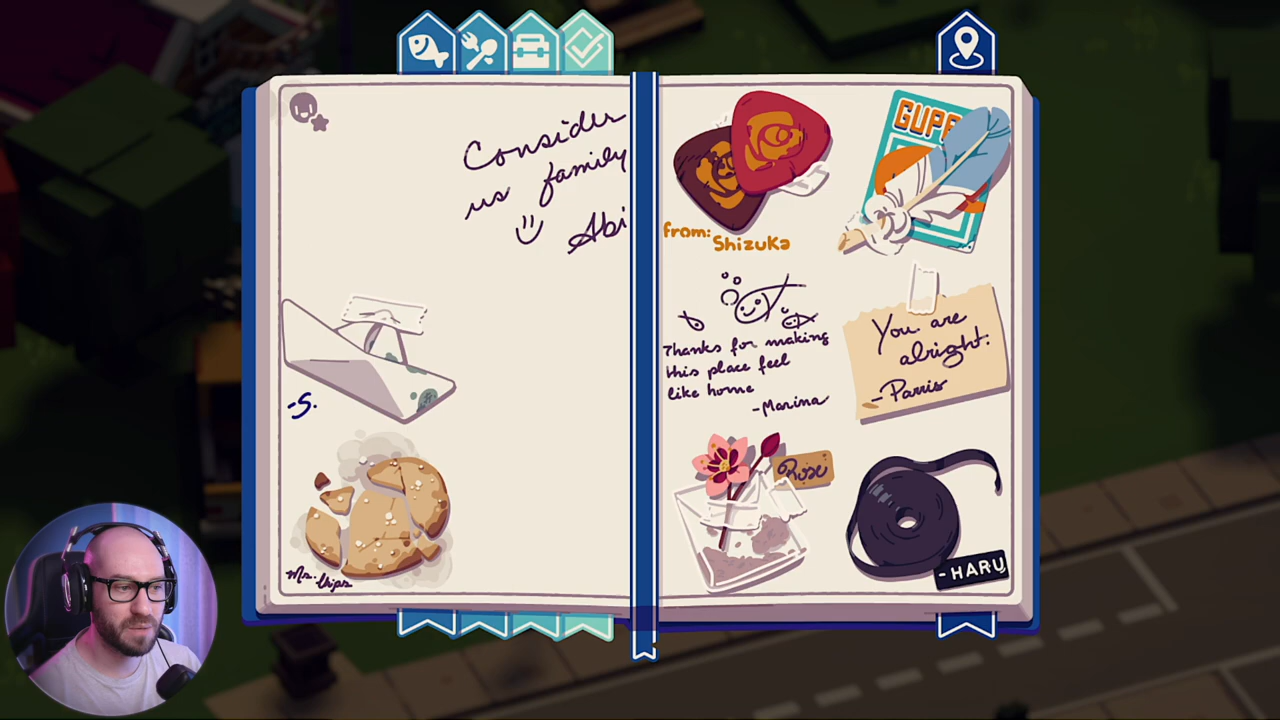 Consider
us family
Abi
-S.
Ms. Chips
GUPP
from:
Shizuka
Thanks for making
this place feel
like home
-Marina
You are
alright.
-Parris
Rose
-HARU